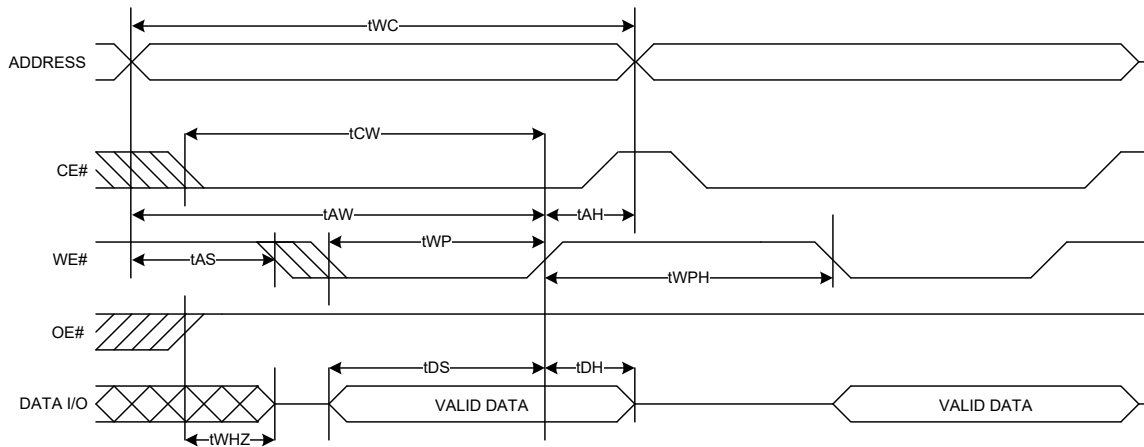 tWC
ADDRESS
tCW
CE#
tAW
tAH
tWP
WE#
tAS
tWPH
OE#
tDS
tDH
DATA I/O
VALID DATA
VALID DATA
tWHZ